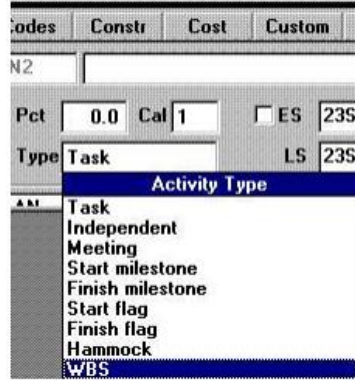 odes Constr Cost Custom
N2
Pct 0.0 Cal 1 ES 23S
Type Task LS 23S
Activity Type
Task
Independent
Meeting
Start milestone
Finish milestone
Start flag
Finish flag
Hammock
WBS